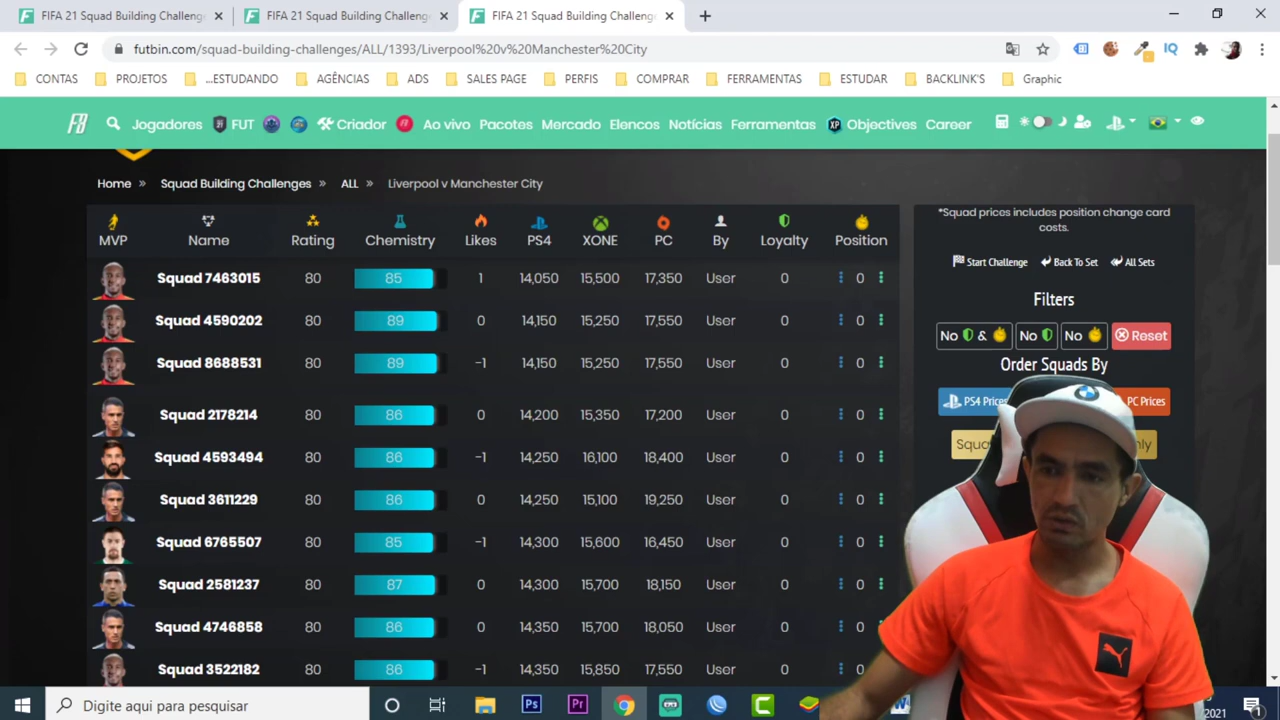 FIFA 21 Squad Building Challeng
FIFA 21 Squad Building Challeng
FIFA 21 Squad Building Challeng
futbin.com/squad-building-challenges/ALL/1393/Liverpool%20v%20Manchester%20City
CONTAS PROJETOS ...ESTUDANDO AGÊNCIAS ADS SALES PAGE PERFIS COMPRAR FERRAMENTAS ESTUDAR BACKLINK'S Graphic
Jogadores FUT Criador Ao vivo Pacotes Mercado Elencos Notícias Ferramentas XP Objectives Career
Home » Squad Building Challenges » ALL » Liverpool v Manchester City
MVP Name Rating Chemistry Likes PS4 XONE PC By Loyalty Position
Squad 7463015 80 85 1 14,050 15,500 17,350 User 0 0
Squad 4590202 80 89 0 14,150 15,250 17,550 User 0 0
Squad 8688531 80 89 -1 14,150 15,250 17,550 User 0 0
Squad 2178214 80 86 0 14,200 15,350 17,200 User 0 0
Squad 4593494 80 86 -1 14,250 16,100 18,400 User 0 0
Squad 3611229 80 86 0 14,250 15,100 19,250 User 0 0
Squad 6765507 80 85 -1 14,300 15,600 16,450 User 0 0
Squad 2581237 80 87 0 14,300 15,700 18,150 User 0 0
Squad 4746858 80 86 0 14,350 15,700 18,050 User 0 0
Squad 3522182 80 86 -1 14,350 15,850 17,550 User 0 0
*Squad prices includes position change card
costs.
Start Challenge Back To Set All Sets
Filters
No & No No Reset
Order Squads By
PS4 Prices PC Prices
Digite aqui para pesquisar
Ps Pr
2021
PUMA